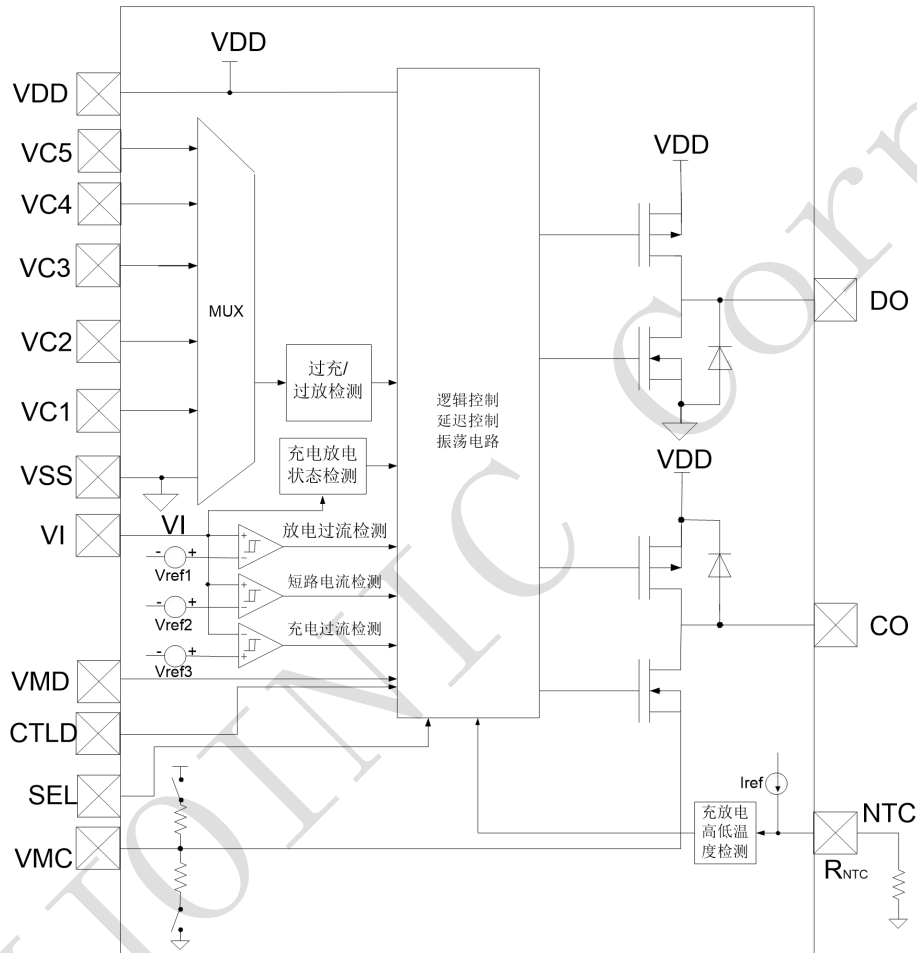 VDD
VDD
VC5
VC4
VC3
VC2
VC1
VSS
VI
VI
MUX
过充/
过放检测
充电放电
状态检测
放电过流检测
短路电流检测
充电过流检测
Vref1
Vref2
Vref3
逻辑控制
延迟控制
振荡电路
VDD
DO
VDD
CO
VMD
CTLD
SEL
VMC
Iref
充放电
高低温
度检测
NTC
RNTC